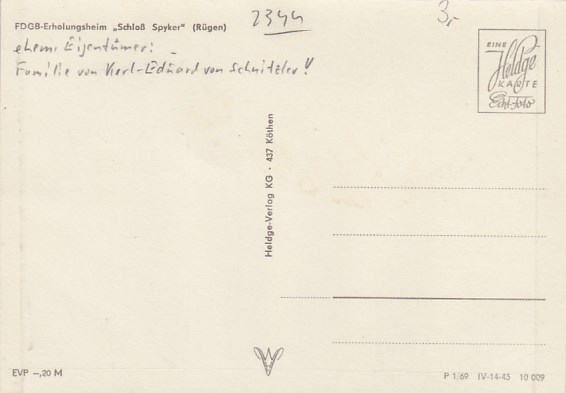 FDGB-Erholungsheim „Schloß Spyker" (Rügen)
2344
3,-
ehem. Eigentümer:
Familie von Karl-Eduard von Schnitzler!
EINE
Heldge
KARTE
Echt-Foto
Heldge-Verlag KG · 437 Köthen
EVP -,20 M
P 1/69 IV-14-45 10 009